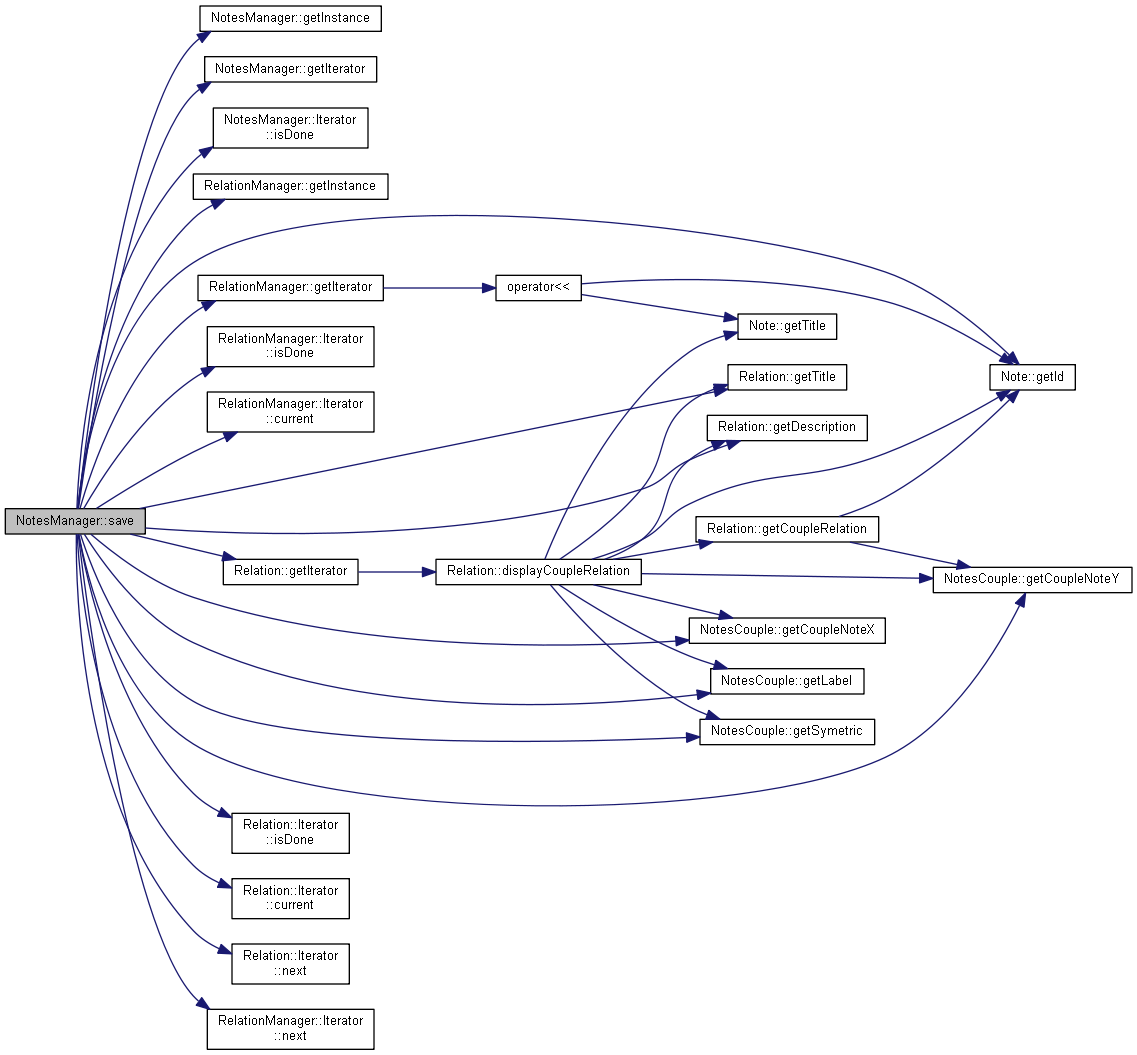 NotesManager::getInstance
NotesManager::getIterator
NotesManager::Iterator
::isDone
RelationManager::getInstance
RelationManager::getIterator
operator<<
Note::getTitle
RelationManager::Iterator
::isDone
Relation::getTitle
Note::getId
RelationManager::Iterator
::current
Relation::getDescription
NotesManager::save
Relation::getCoupleRelation
Relation::getIterator
Relation::displayCoupleRelation
NotesCouple::getCoupleNoteY
NotesCouple::getCoupleNoteX
NotesCouple::getLabel
NotesCouple::getSymetric
Relation::Iterator
::isDone
Relation::Iterator
::current
Relation::Iterator
::next
RelationManager::Iterator
::next